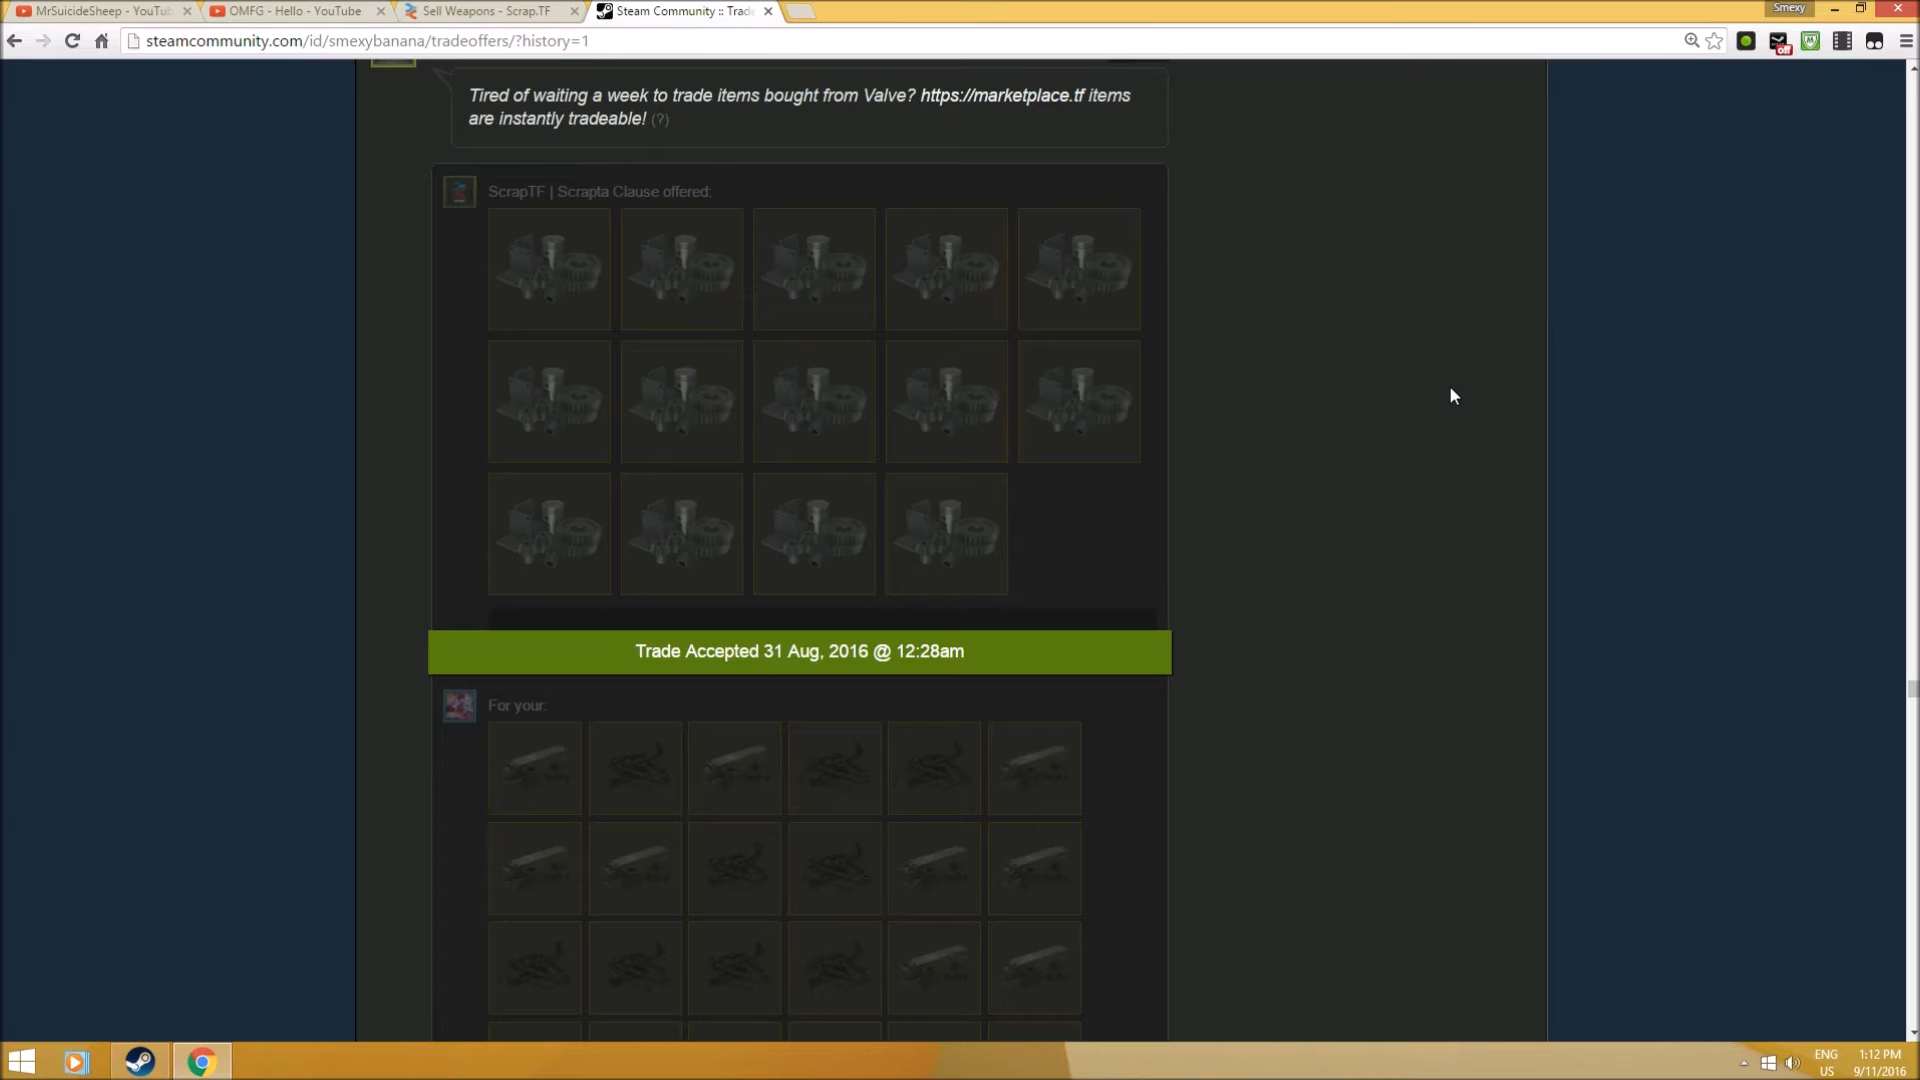 MrSuicideSheep - YouTub
OMFG - Hello - YouTube
Sell Weapons - Scrap.TF
Steam Community :: Trade
Smexy
steamcommunity.com/id/smexybanana/tradeoffers/?history=1
off
Tired of waiting a week to trade items bought from Valve? https://marketplace.tf items
are instantly tradeable! (?)
ScrapTF | Scrapta Clause offered:
Trade Accepted 31 Aug, 2016 @ 12:28am
For your:
ENG
US
1:12 PM
9/11/2016